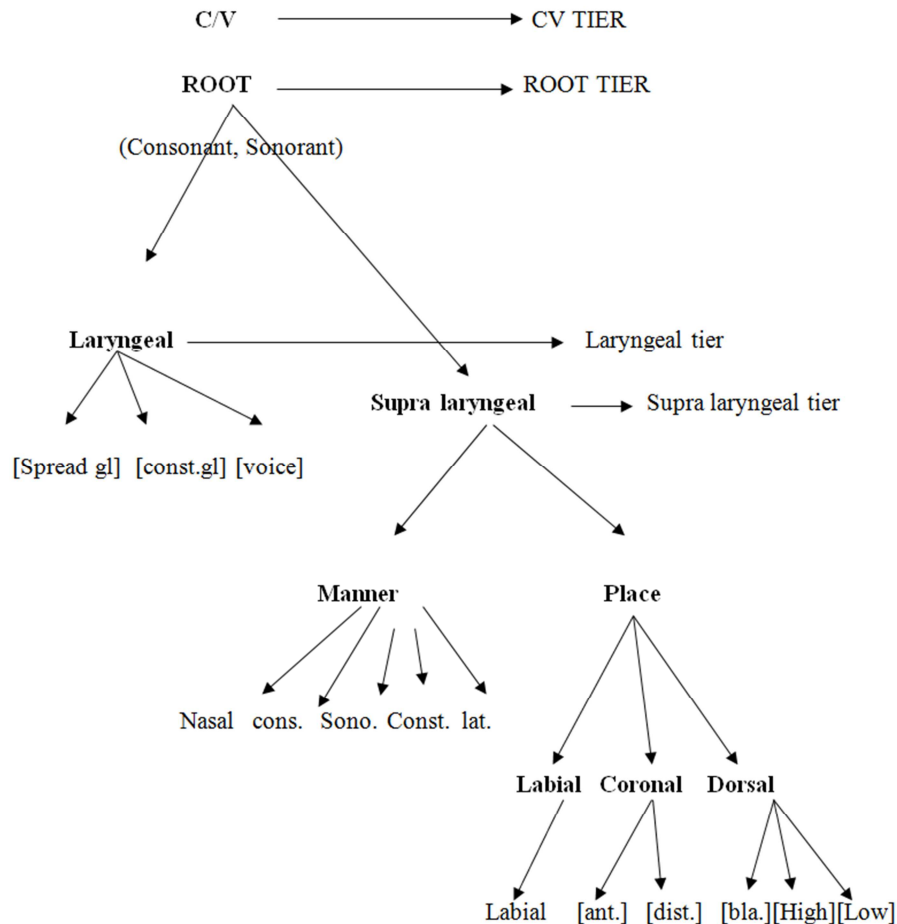 C/V CV TIER
ROOT ROOT TIER
(Consonant, Sonorant)
Laryngeal Laryngeal tier
Supra laryngeal Supra laryngeal tier
[Spread gl] [const.gl] [voice]
Manner Place
Nasal cons. Sono. Const. lat.
Labial Coronal Dorsal
Labial [ant.] [dist.] [bla.][High][Low]